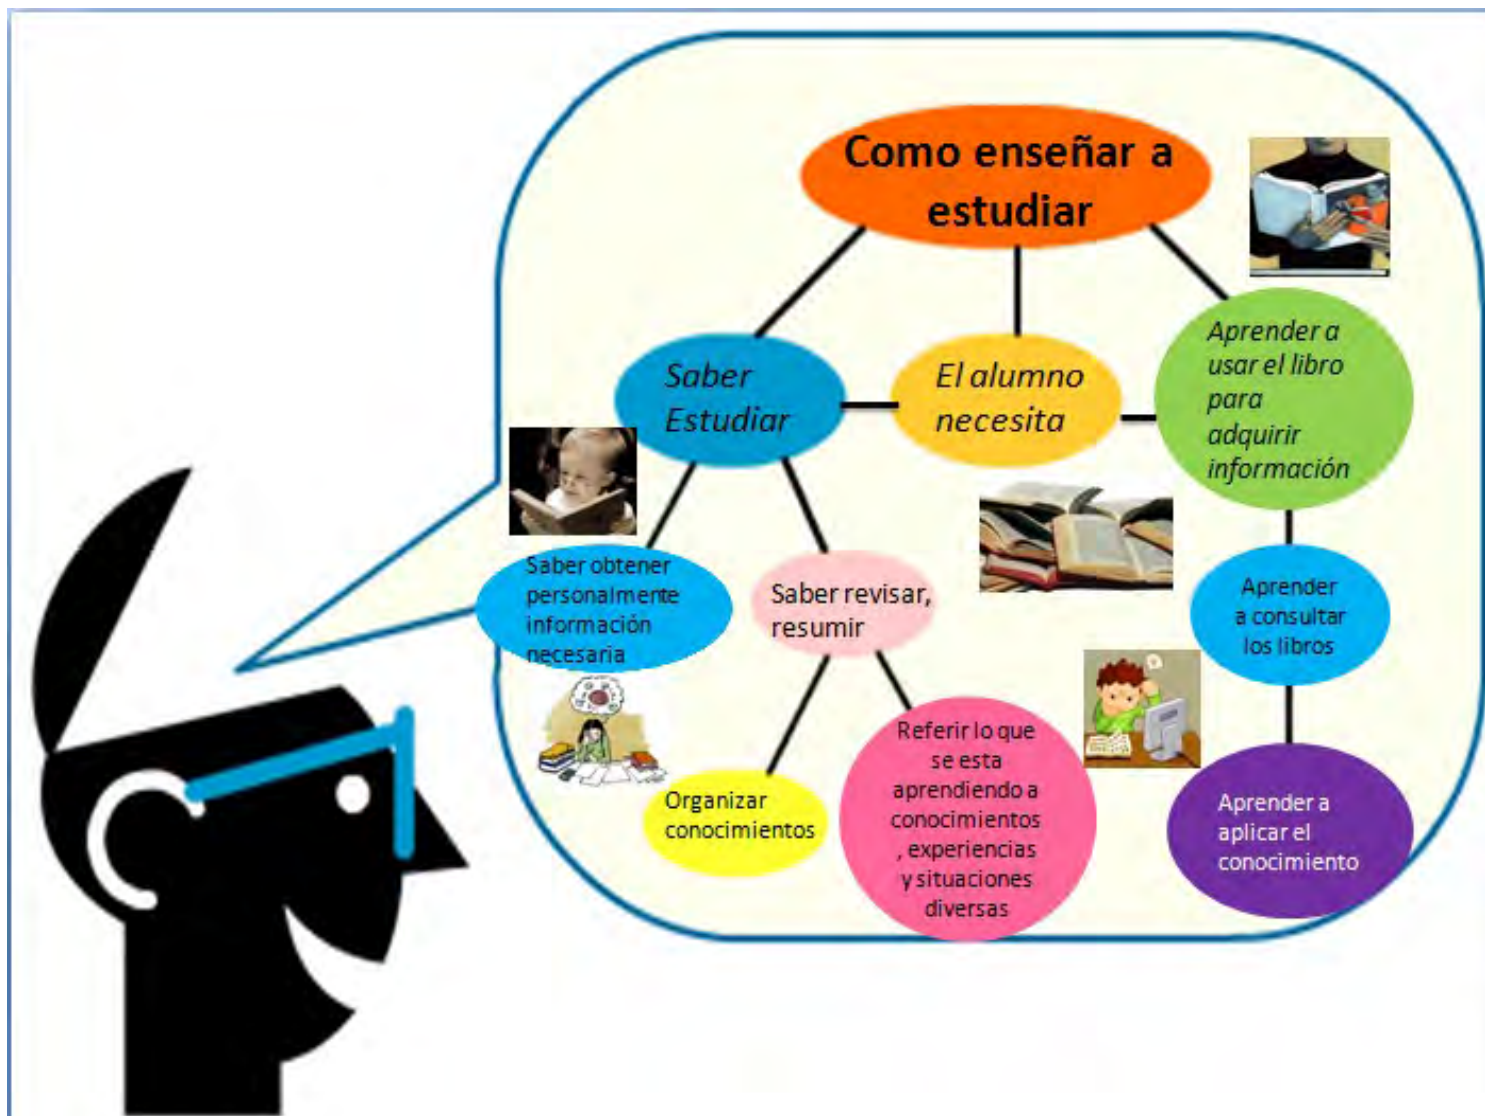 Como enseñar a
estudiar
Saber
Estudiar
El alumno
necesita
Aprender a
usar el libro
para
adquirir
información
Saber obtener
personalmente
información
necesaria
Saber revisar,
resumir
Aprender
a consultar
los libros
Organizar
conocimientos
Referir lo que
se esta
aprendiendo a
conocimientos
, experiencias
y situaciones
diversas
Aprender a
aplicar el
conocimiento